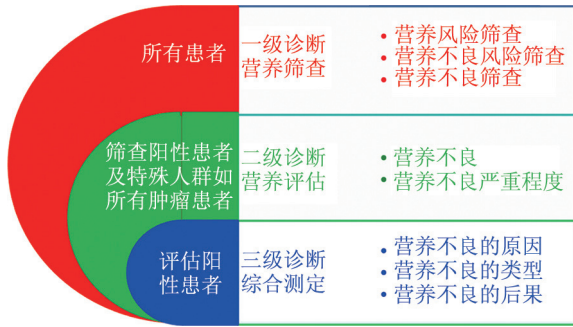 所有患者
一级诊断
营养筛查
• 营养风险筛查
• 营养不良风险筛查
• 营养不良筛查
筛查阳性患者
及特殊人群如
所有肿瘤患者
二级诊断
营养评估
• 营养不良
• 营养不良严重程度
评估阳
性患者
三级诊断
综合测定
• 营养不良的原因
• 营养不良的类型
• 营养不良的后果